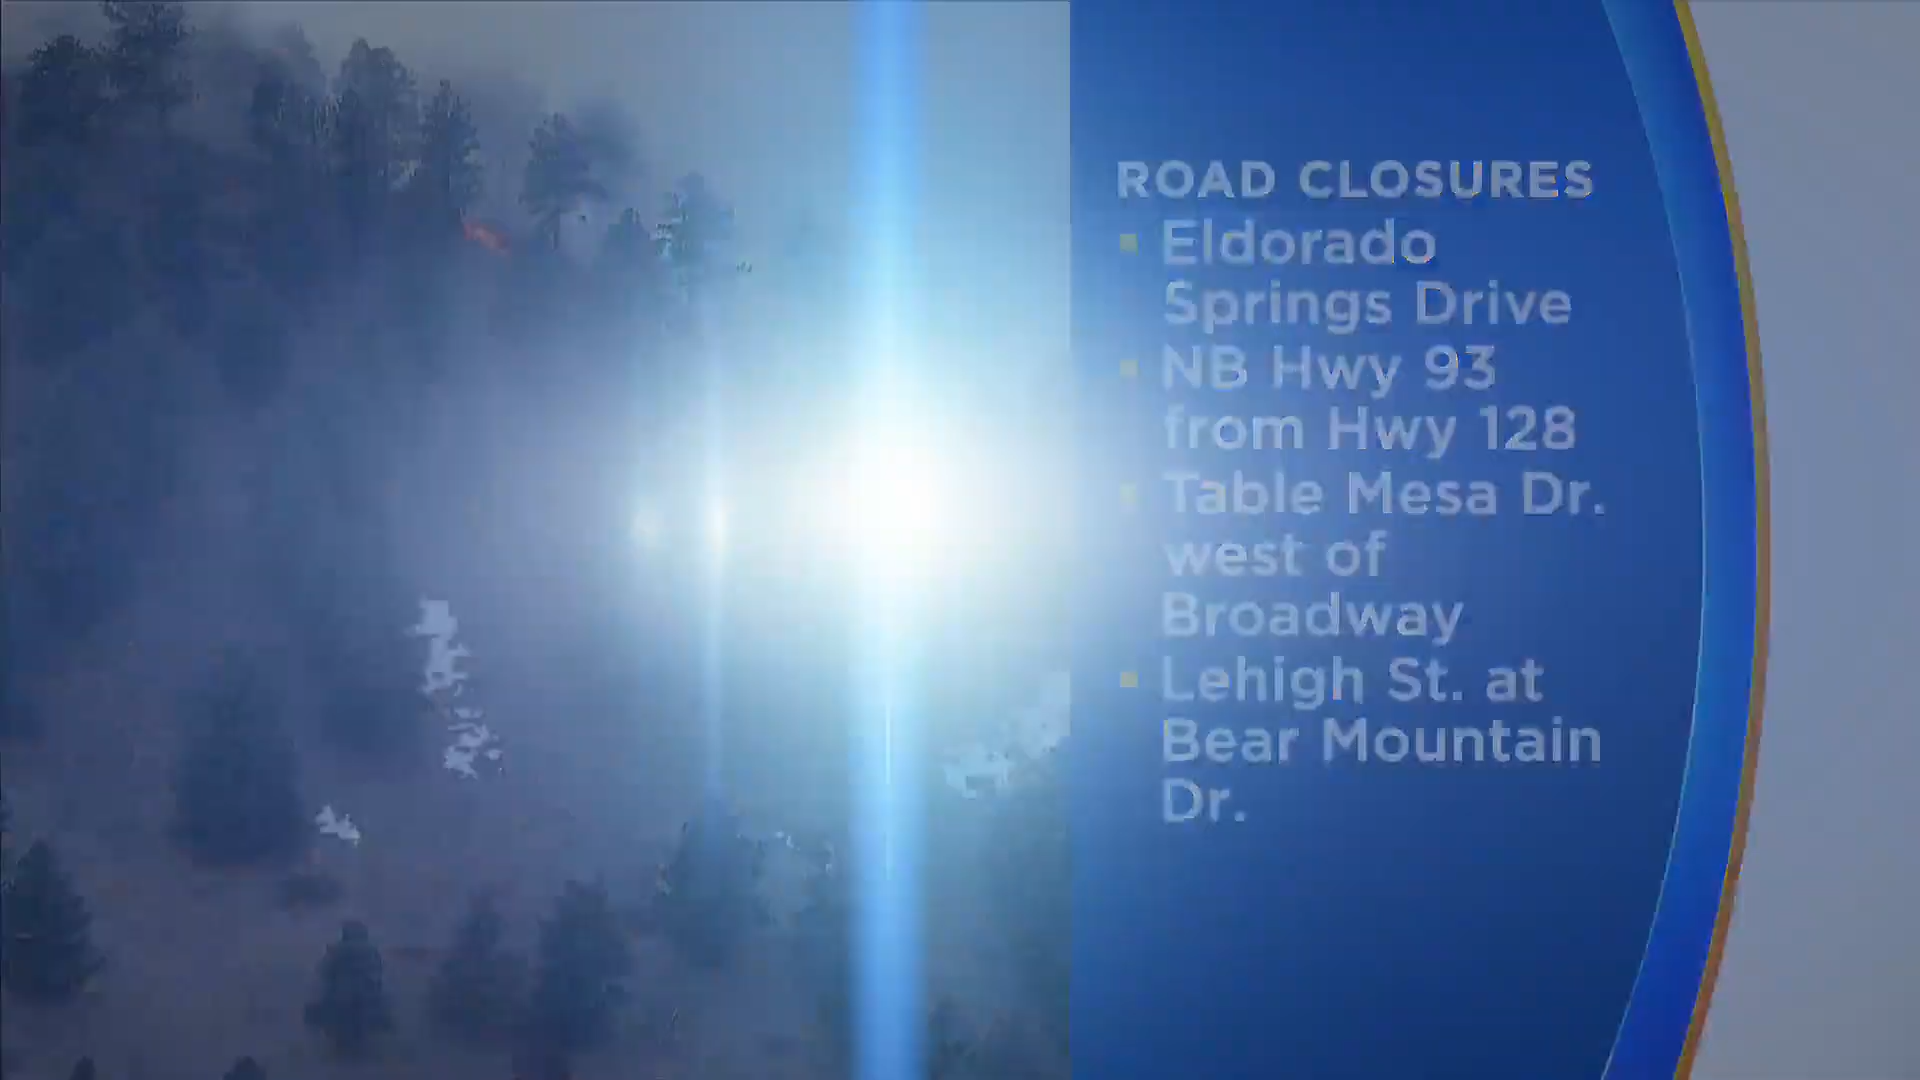 ROAD CLOSURES
Eldorado
Springs Drive
NB Hwy 93
from Hwy 128
Table Mesa Dr.
west of
Broadway
Lehigh St. at
Bear Mountain
Dr.